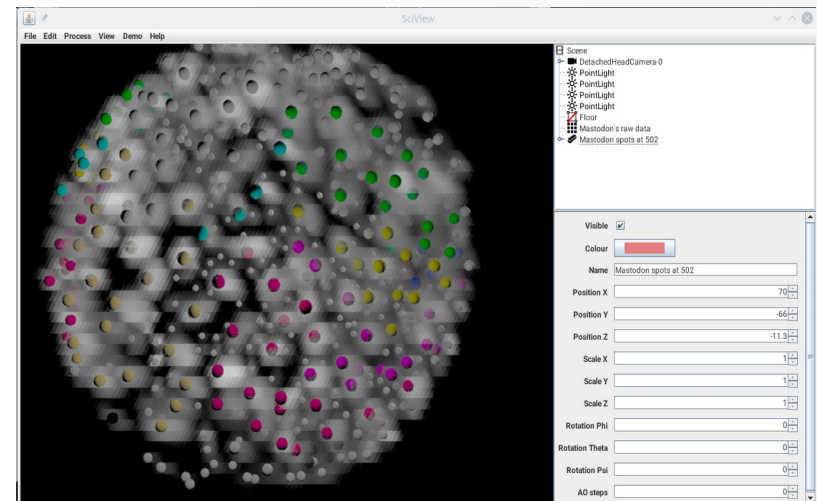 SciView
File Edit Process View Demo Help
Scene
DetachedHeadCamera-0
PointLight
PointLight
PointLight
PointLight
Floor
Mastodon's raw data
Mastodon spots at 502
Visible
Colour
Name Mastodon spots at 502
Position X 70
Position Y -66
Position Z -11.3
Scale X 1
Scale Y 1
Scale Z 1
Rotation Phi 0
Rotation Theta 0
Rotation Psi 0
AO steps 0